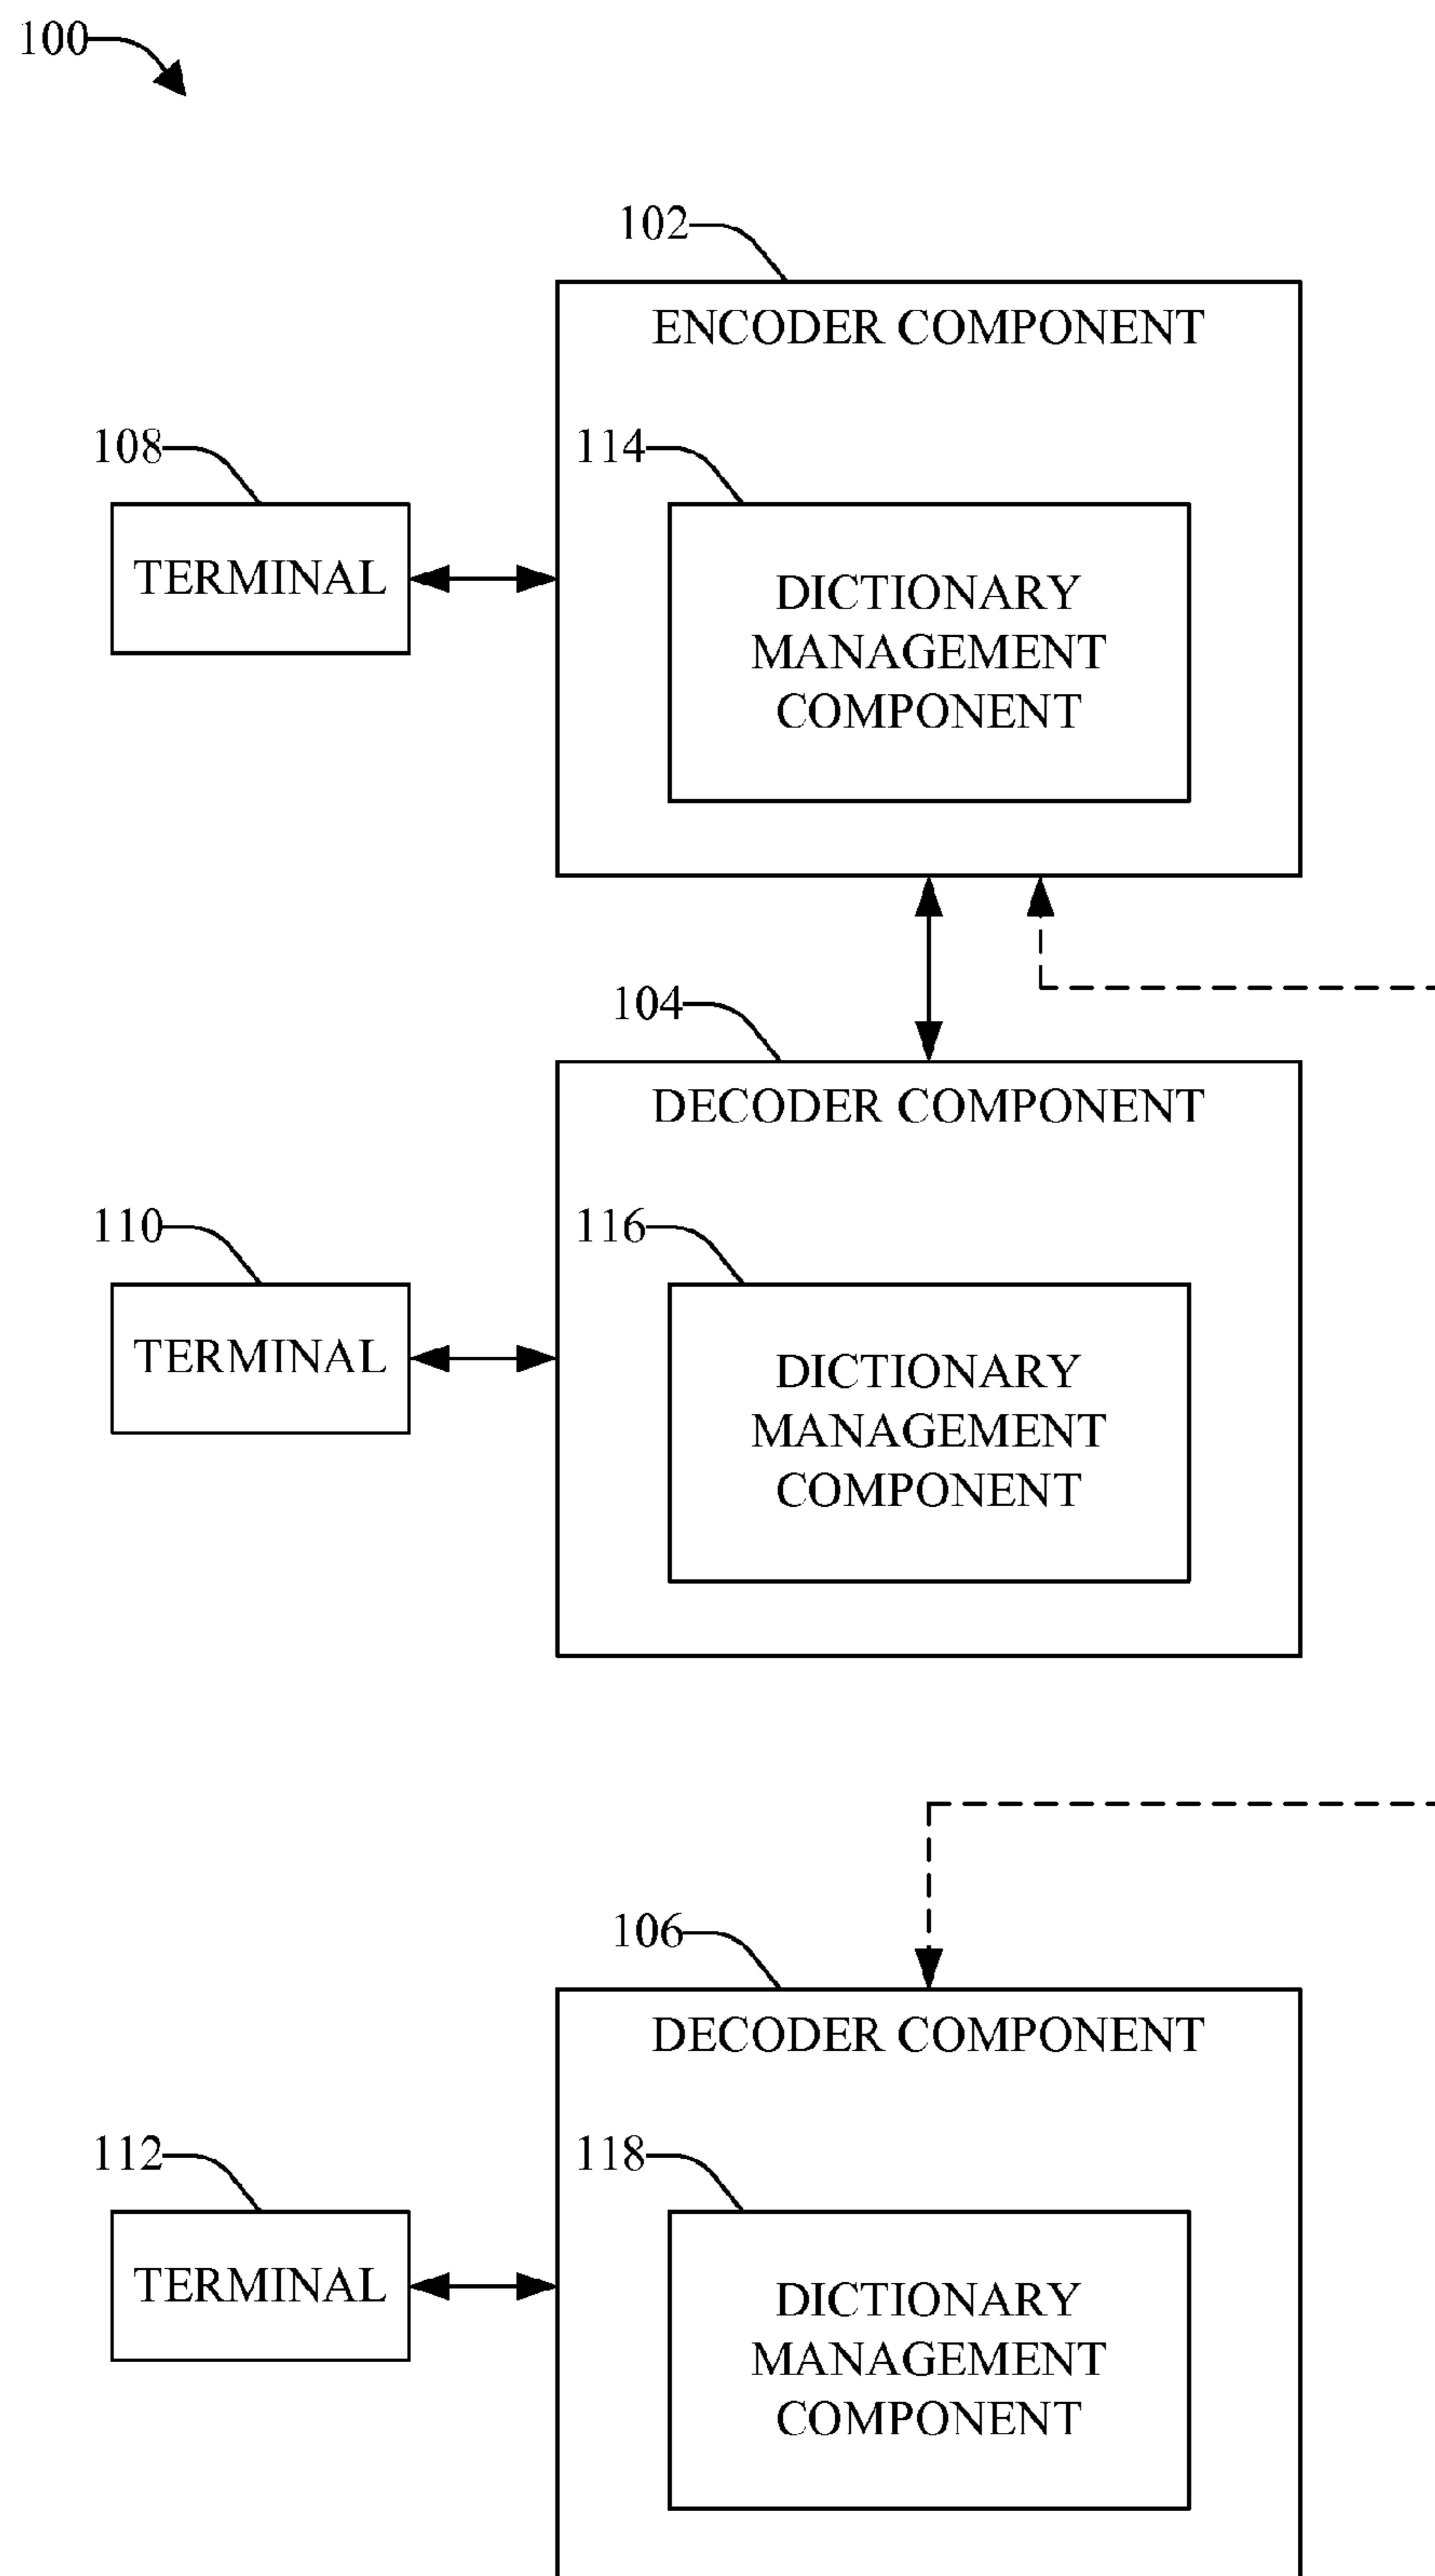 100
102
ENCODER COMPONENT
108
114
TERMINAL
DICTIONARY
MANAGEMENT
COMPONENT
104
DECODER COMPONENT
110
116
TERMINAL
DICTIONARY
MANAGEMENT
COMPONENT
106
DECODER COMPONENT
112
118
TERMINAL
DICTIONARY
MANAGEMENT
COMPONENT